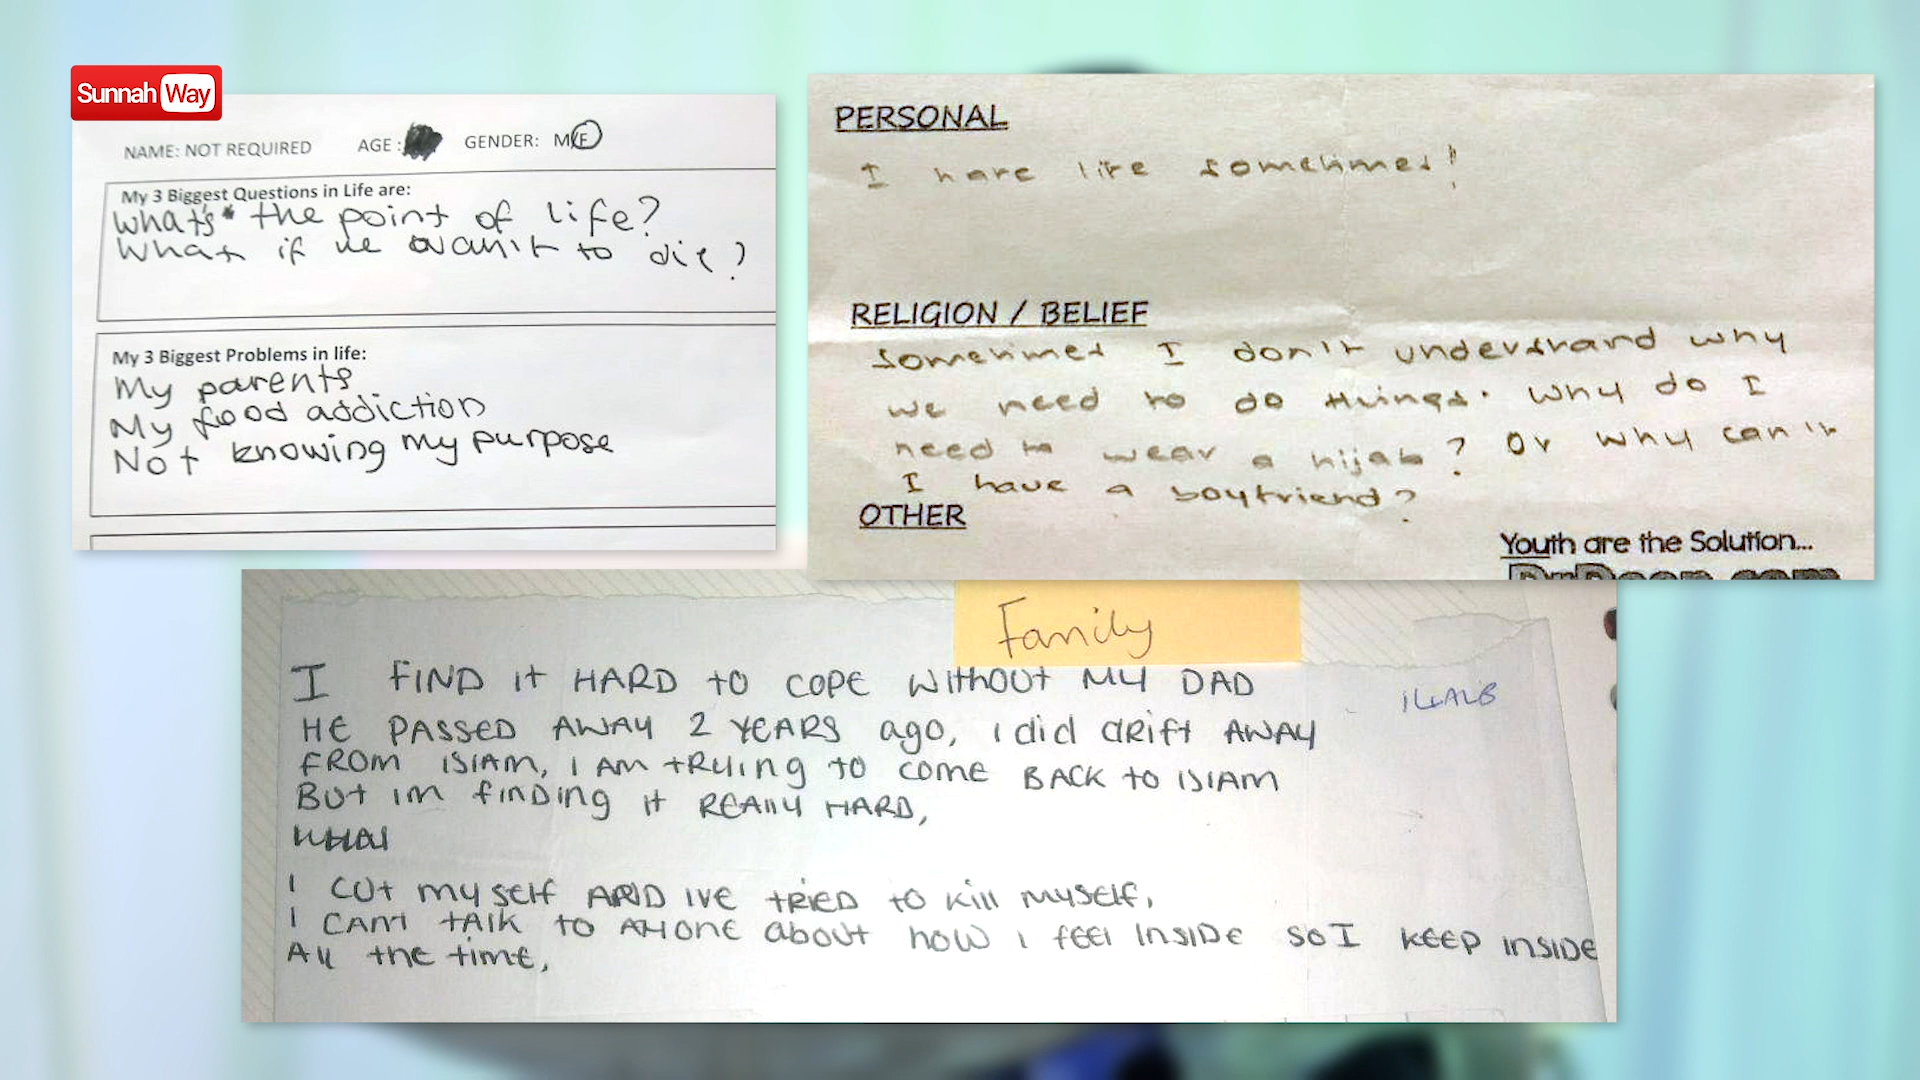 Sunnah Way
NAME: NOT REQUIRED AGE: GENDER: M/F
My 3 Biggest Questions in Life are:
what's the point of life?
What if we want to die?
My 3 Biggest Problems in life:
My parents
My food addiction
Not knowing my purpose
PERSONAL
I hate life sometimes!
RELIGION / BELIEF
Sometimes I don't understand why
we need to do things. Why do I
need to wear a hijab? Or why can't
I have a boyfriend?
OTHER
Youth are the Solution...
Family
I FIND It HARD to COPE WithOUt MY DAD
HE PASSED AWAY 2 YEARS ago, i did dRift AWAY
FROM ISIAM, I AM tRYing to come BACK to ISIAM
But im finDing it REAllY HARD,
I CUt mySElf AND IVE tRiED to Kill MYSElf,
I CANT tAlK to ANONE about how i fEEl InSiDE so I KEEP INSIDE
All the time,